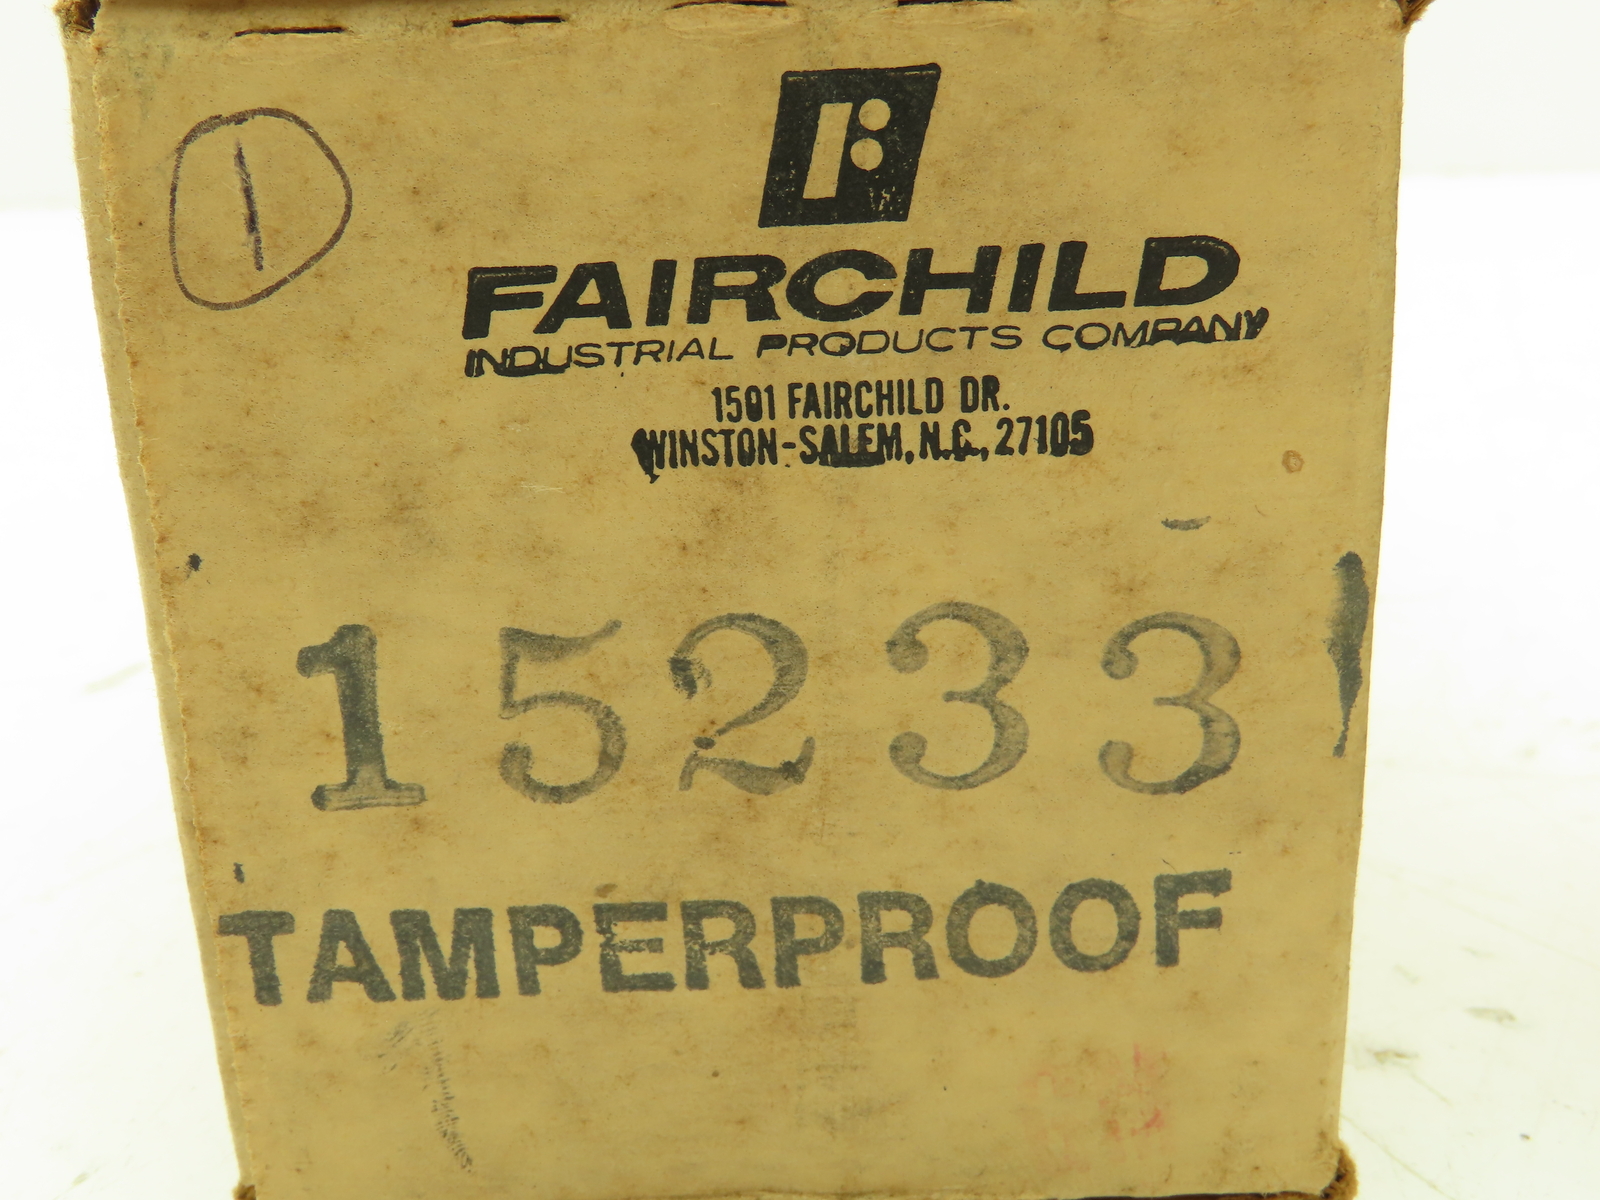 1
FAIRCHILD
INDUSTRIAL PRODUCTS COMPANY
1501 FAIRCHILD DR.
WINSTON-SALEM, N.C., 27105
15233
TAMPERPROOF